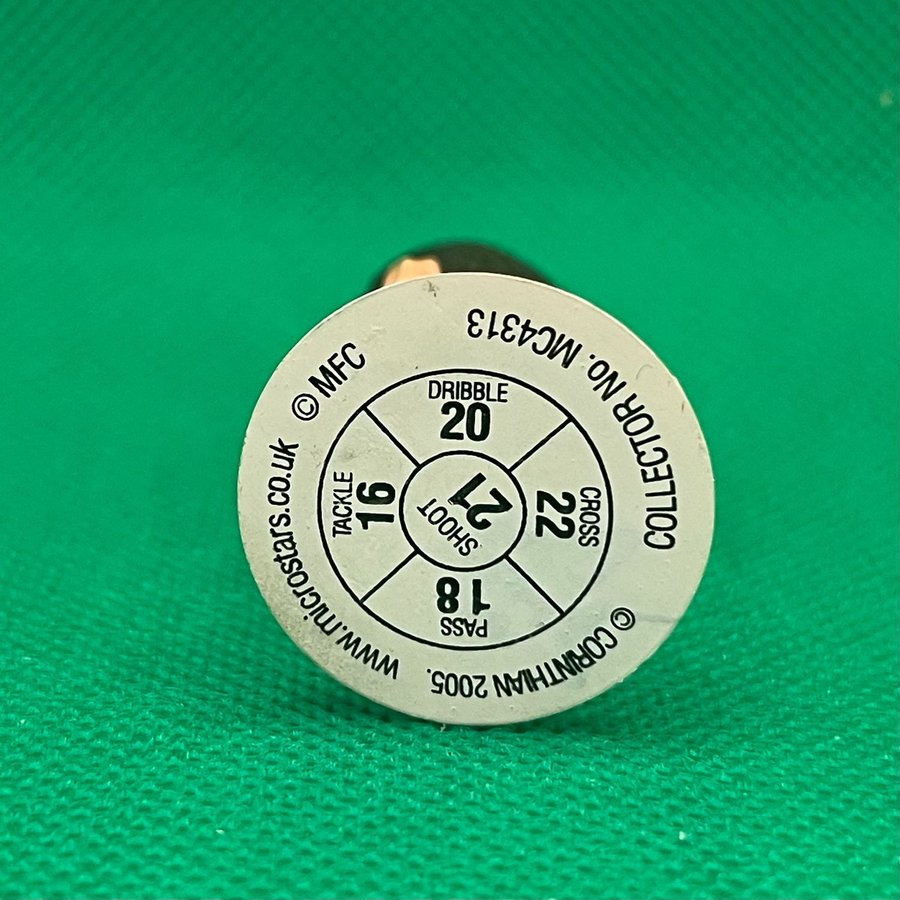 © MFC
COLLECTOR No. MC4313
© CORINTHIAN 2005.
www.microstars.co.uk
DRIBBLE
20
CROSS
22
PASS
18
TACKLE
16
SHOOT
21